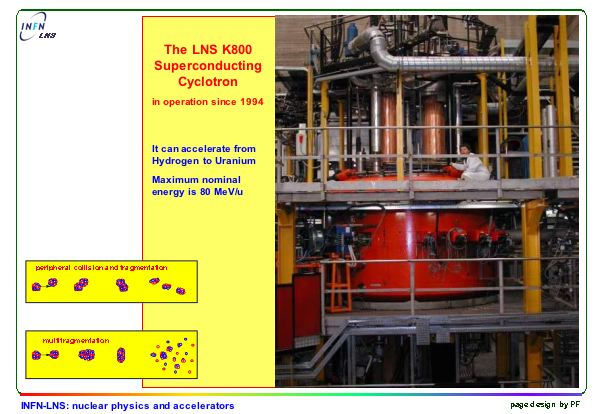 INFN
LNS
The LNS K800
Superconducting
Cyclotron
in operation since 1994
It can accelerate from
Hydrogen to Uranium
Maximum nominal
energy is 80 MeV/u
peripheral collision and fragmentation
multifragmentation
INFN-LNS: nuclear physics and accelerators
page design by PF